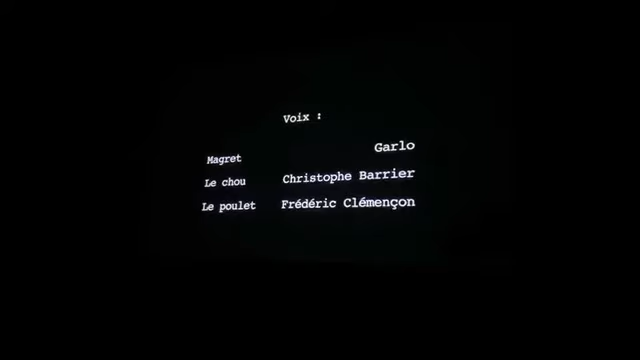 Voix :
Magret Garlo
Le chou Christophe Barrier
Le poulet Frédéric Clémençon